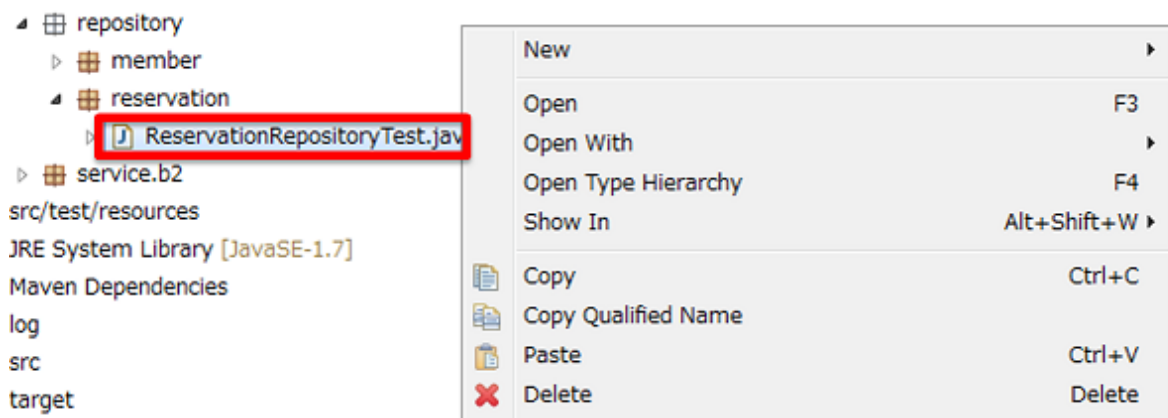 repository
member
reservation
ReservationRepositoryTest.jav
service.b2
src/test/resources
JRE System Library [JavaSE-1.7]
Maven Dependencies
log
src
target
New
Open F3
Open With
Open Type Hierarchy F4
Show In Alt+Shift+W
Copy Ctrl+C
Copy Qualified Name
Paste Ctrl+V
Delete Delete